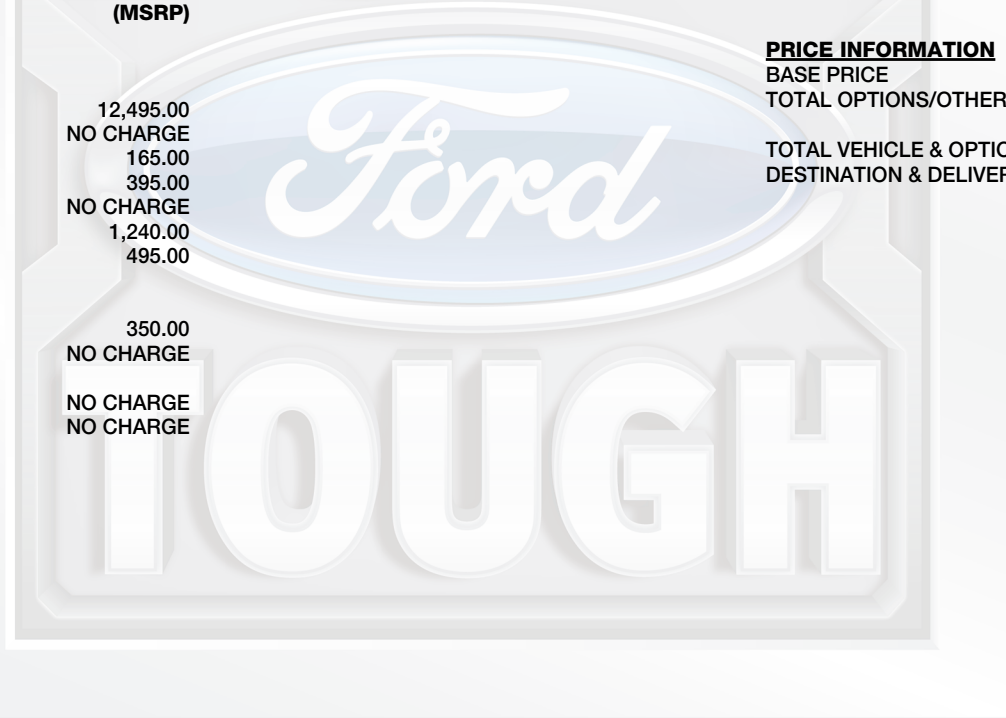 (MSRP)
12,495.00
NO CHARGE
165.00
395.00
NO CHARGE
1,240.00
495.00
350.00
NO CHARGE
NO CHARGE
NO CHARGE
PRICE INFORMATION
BASE PRICE
TOTAL OPTIONS/OTHER
TOTAL VEHICLE & OPTIO
DESTINATION & DELIVER
Ford
TOUGH